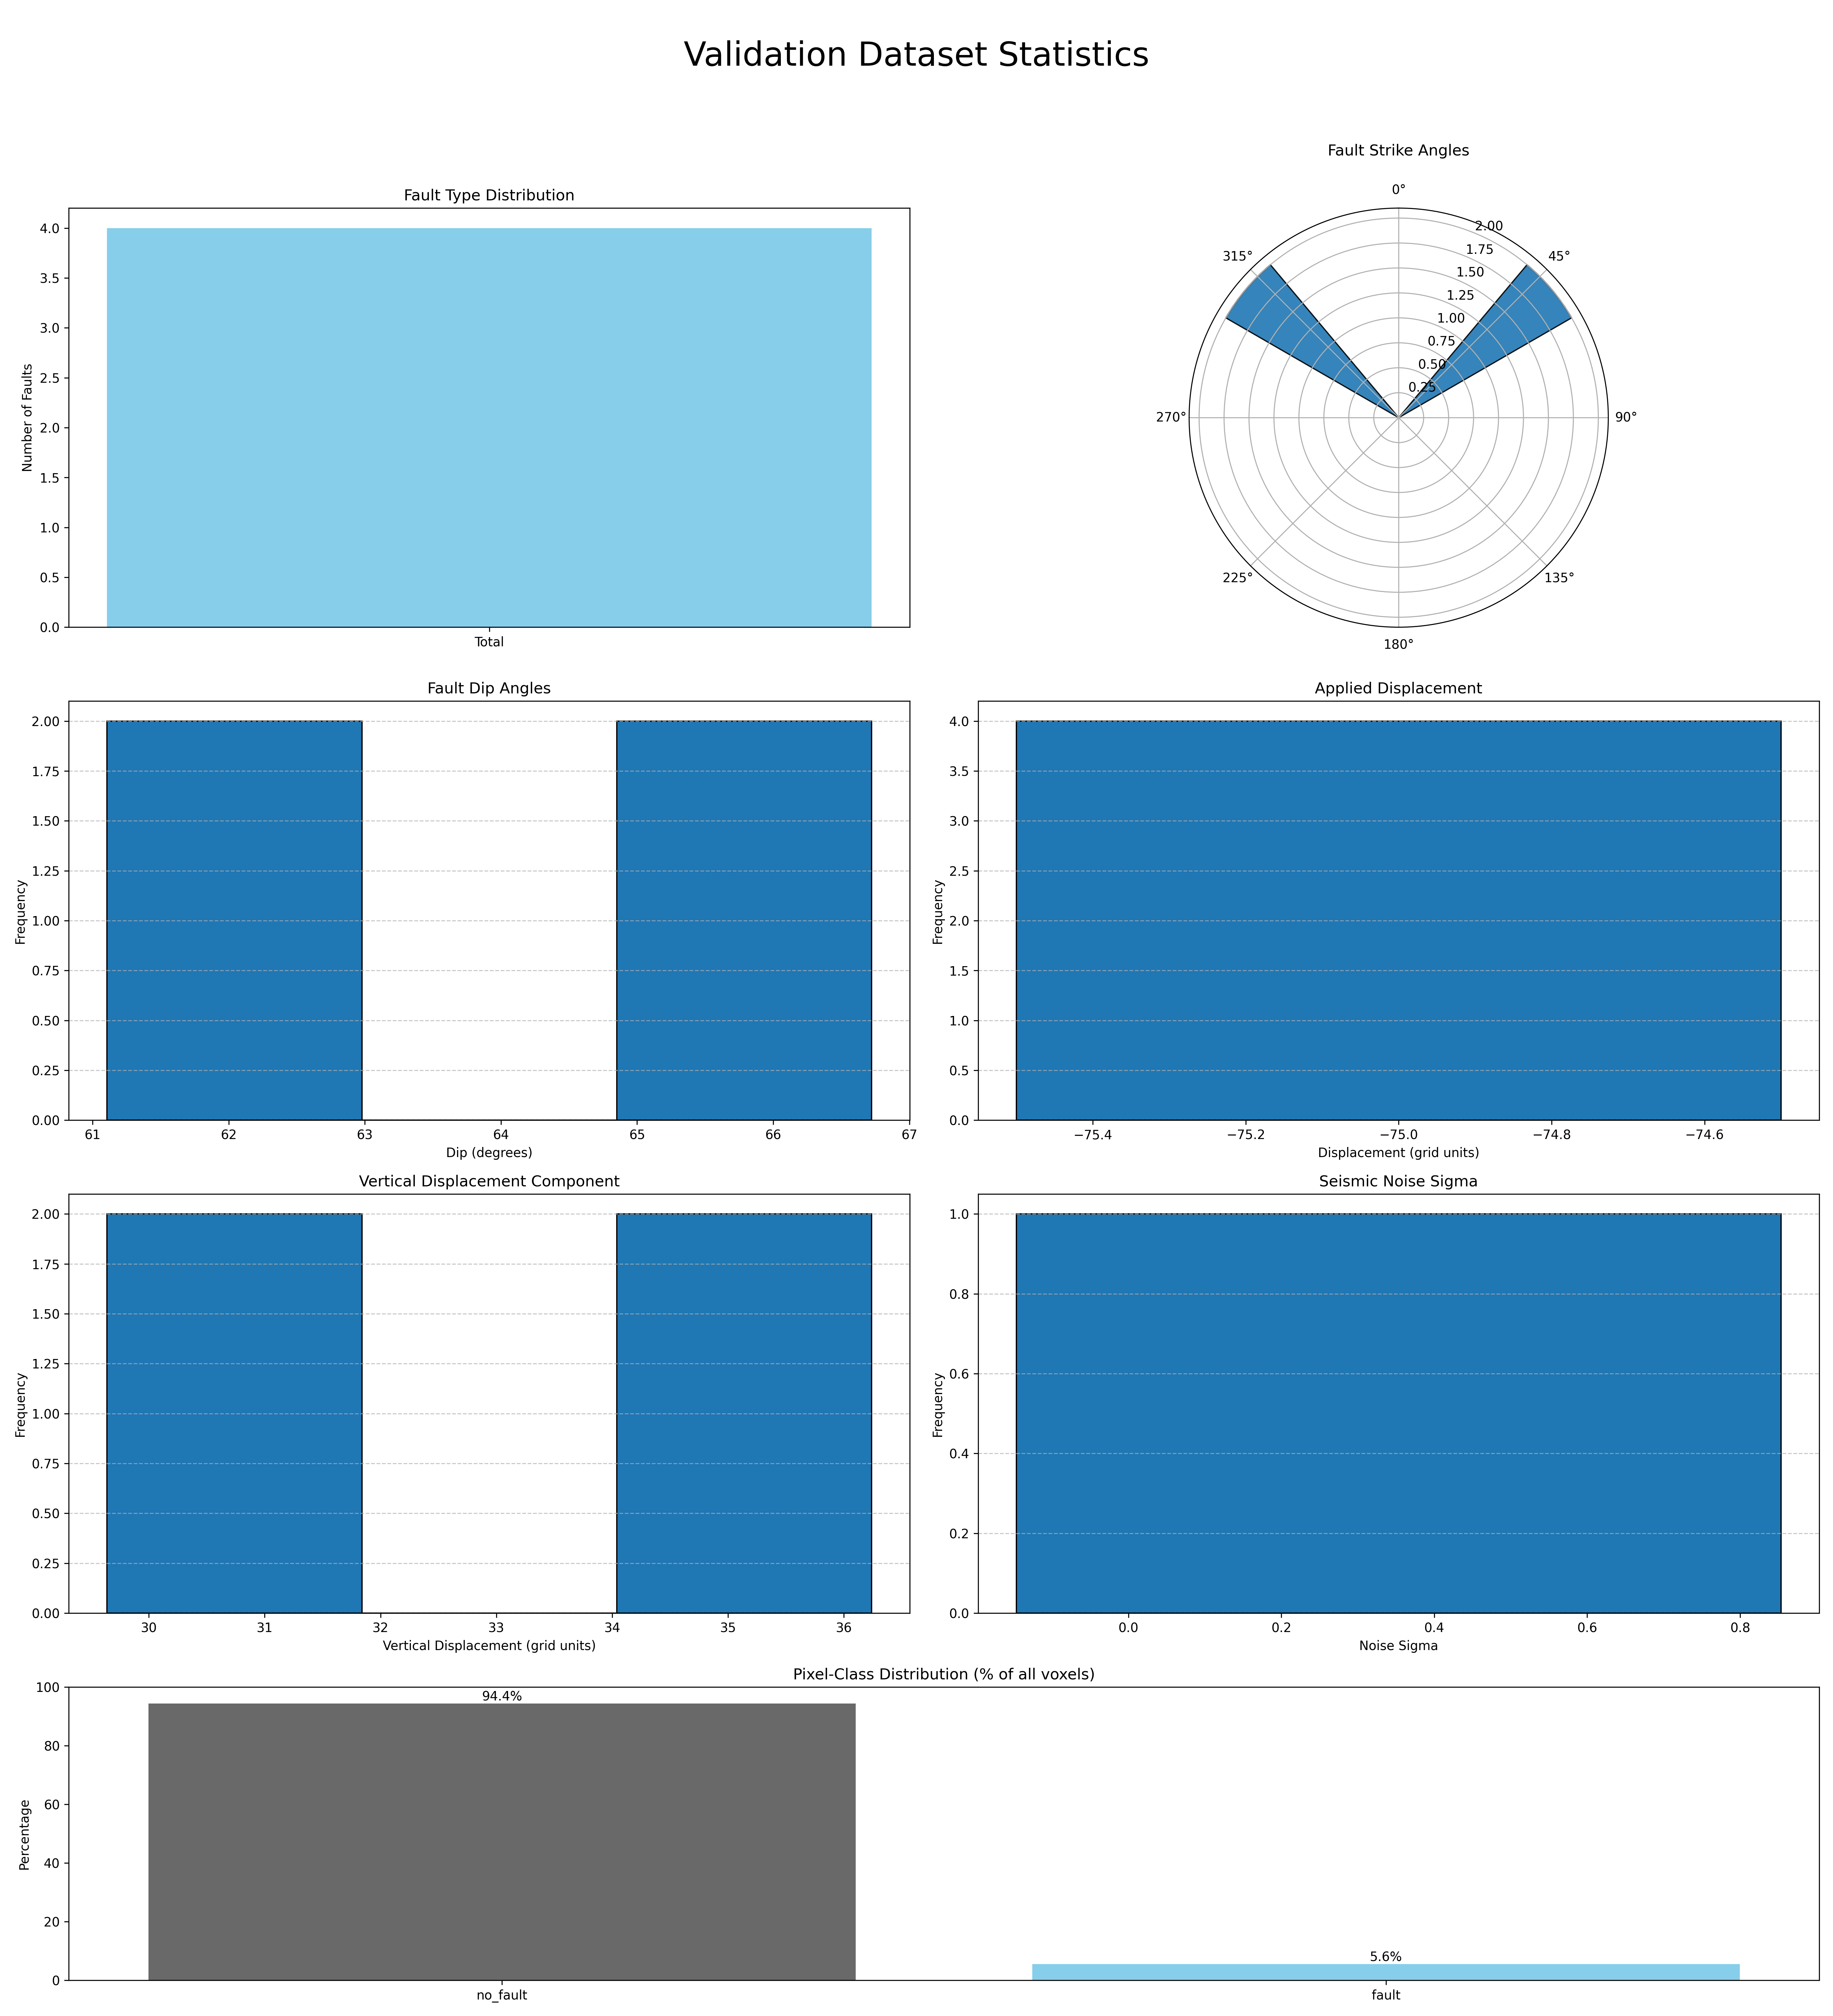 Validation Dataset Statistics
Fault Type Distribution
Number of Faults
4.0
3.5
3.0
2.5
2.0
1.5
1.0
0.5
0.0
Total
Fault Strike Angles
0°
45°
90°
135°
180°
225°
270°
315°
2.00
1.75
1.50
1.25
1.00
0.75
0.50
0.25
Fault Dip Angles
Frequency
2.00
1.75
1.50
1.25
1.00
0.75
0.50
0.25
0.00
61 62 63 64 65 66 67
Dip (degrees)
Applied Displacement
Frequency
4.0
3.5
3.0
2.5
2.0
1.5
1.0
0.5
0.0
−75.4 −75.2 −75.0 −74.8 −74.6
Displacement (grid units)
Vertical Displacement Component
Frequency
2.00
1.75
1.50
1.25
1.00
0.75
0.50
0.25
0.00
30 31 32 33 34 35 36
Vertical Displacement (grid units)
Seismic Noise Sigma
Frequency
1.0
0.8
0.6
0.4
0.2
0.0
0.0 0.2 0.4 0.6 0.8
Noise Sigma
Pixel-Class Distribution (% of all voxels)
Percentage
100
80
60
40
20
0
94.4%
5.6%
no_fault fault